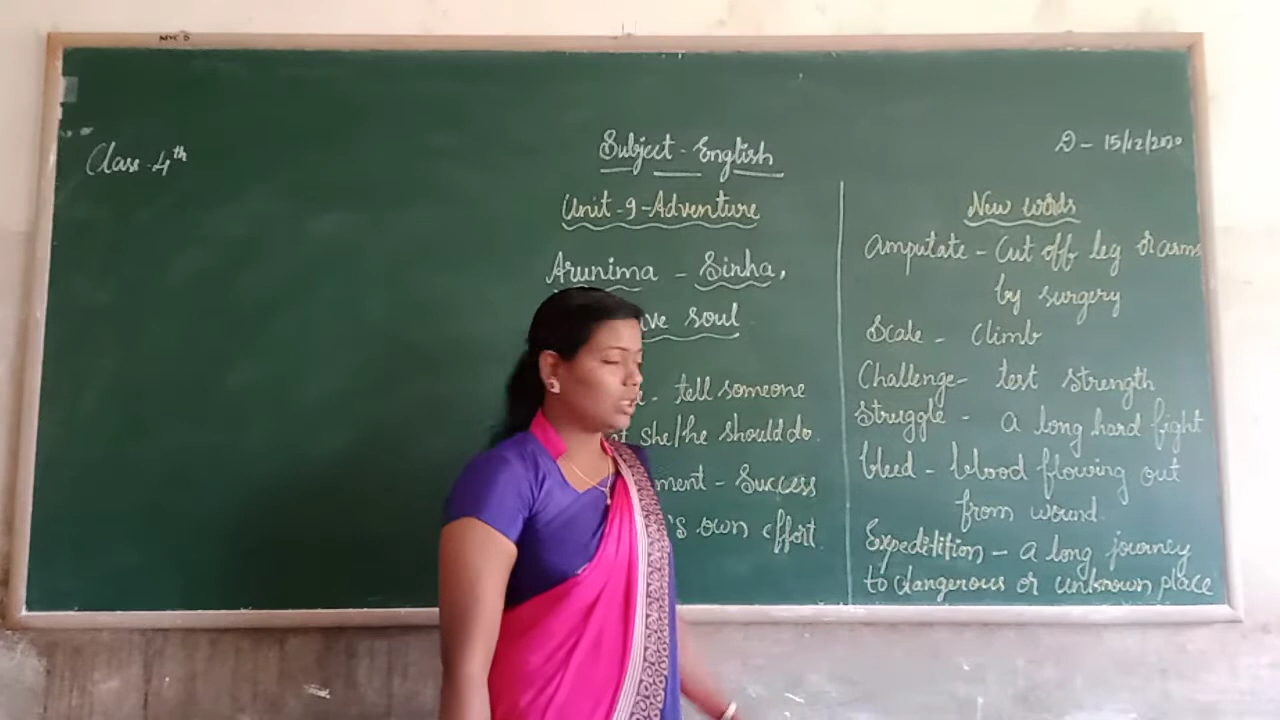 Class-4th
Subject-English
D- 15/12/2020
Unit-9-Adventure
Arunima - Sinha,
soul
tell someone
she/he should do.
Success
own effort.
New words
Amputate - Cut off leg or arms
by surgery
Scale - Climb
Challenge- test strength
Struggle - a long hard fight
bleed - blood flowing out
from wound.
Expedition - a long journey
to dangerous or unknown place